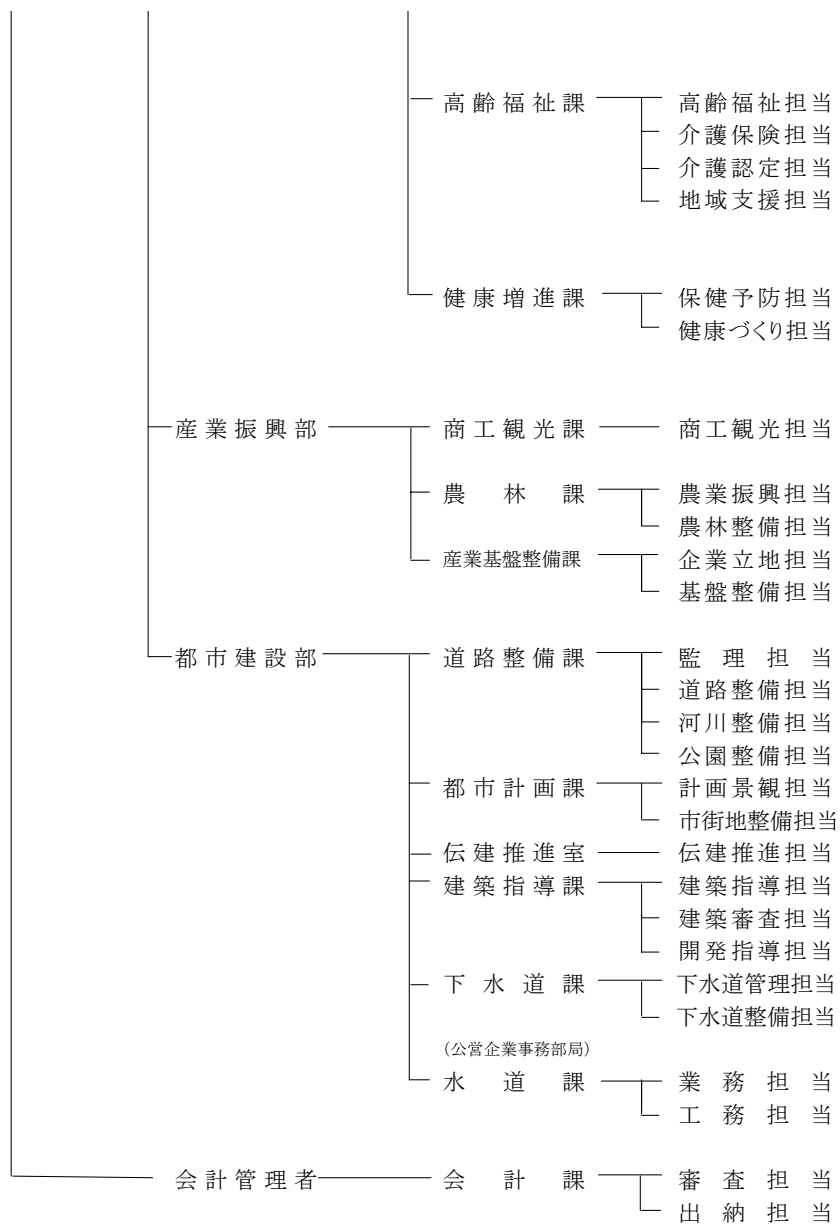 高齢福祉課 高齢福祉担当
介護保険担当
介護認定担当
地域支援担当
健康増進課 保健予防担当
健康づくり担当
産業振興部 商工観光課 商工観光担当
農林課 農業振興担当
農林整備担当
産業基盤整備課 企業立地担当
基盤整備担当
都市建設部 道路整備課 監理担当
道路整備担当
河川整備担当
公園整備担当
都市計画課 計画景観担当
市街地整備担当
伝建推進室 伝建推進担当
建築指導課 建築指導担当
建築審査担当
開発指導担当
下水道課 下水道管理担当
下水道整備担当
（公営企業事務部局）
水道課 業務担当
工務担当
会計管理者 会計課 審査担当
出納担当